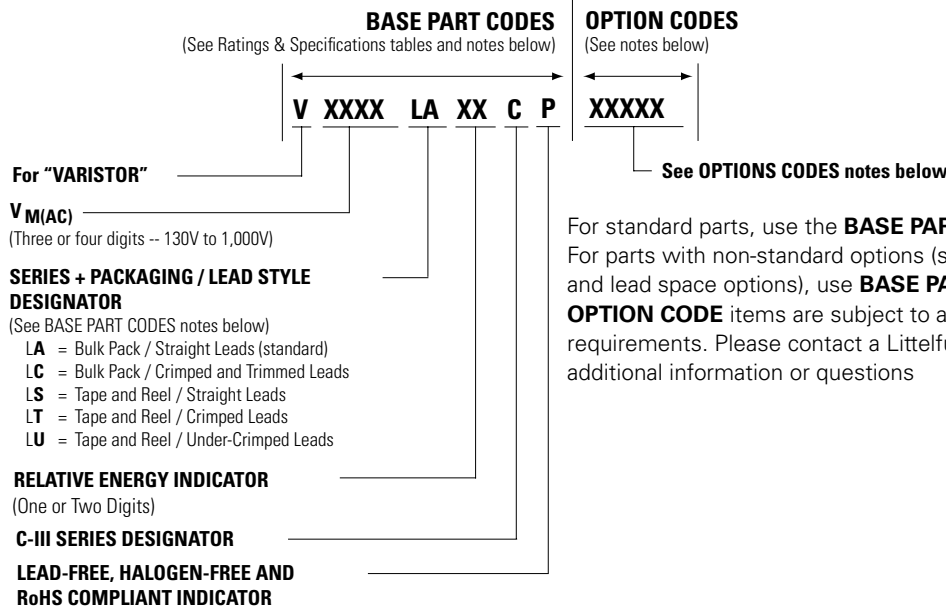 BASE PART CODES
(See Ratings & Specifications tables and notes below)
OPTION CODES
(See notes below)
V XXXX LA XX C P XXXXX
For "VARISTOR"
See OPTIONS CODES notes below
VM(AC)
(Three or four digits -- 130V to 1,000V)
SERIES + PACKAGING / LEAD STYLE
DESIGNATOR
(See BASE PART CODES notes below)
LA = Bulk Pack / Straight Leads (standard)
LC = Bulk Pack / Crimped and Trimmed Leads
LS = Tape and Reel / Straight Leads
LT = Tape and Reel / Crimped Leads
LU = Tape and Reel / Under-Crimped Leads
RELATIVE ENERGY INDICATOR
(One or Two Digits)
C-III SERIES DESIGNATOR
LEAD-FREE, HALOGEN-FREE AND
RoHS COMPLIANT INDICATOR
For standard parts, use the BASE PAR
For parts with non-standard options (s
and lead space options), use BASE PA
OPTION CODE items are subject to a
requirements. Please contact a Littelfu
additional information or questions